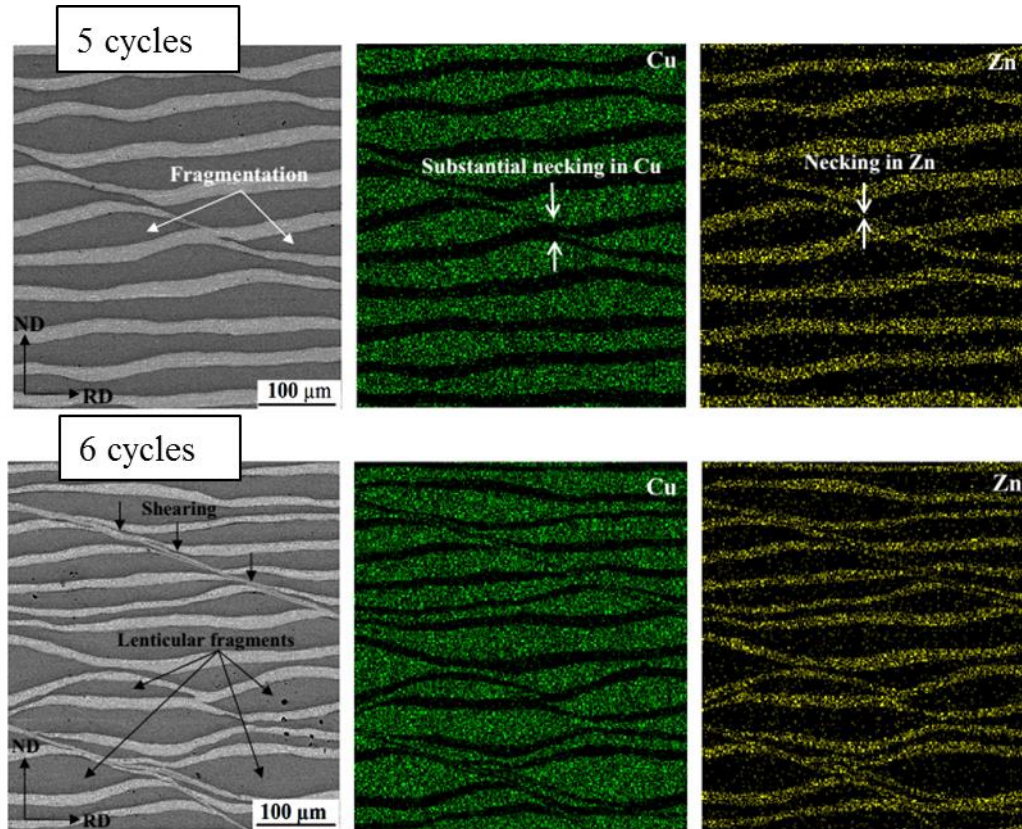 5 cycles
Cu
Zn
Fragmentation
Substantial necking in Cu
Necking in Zn
ND
RD
100 µm
6 cycles
Cu
Zn
Shearing
Lenticular fragments
ND
RD
100 µm